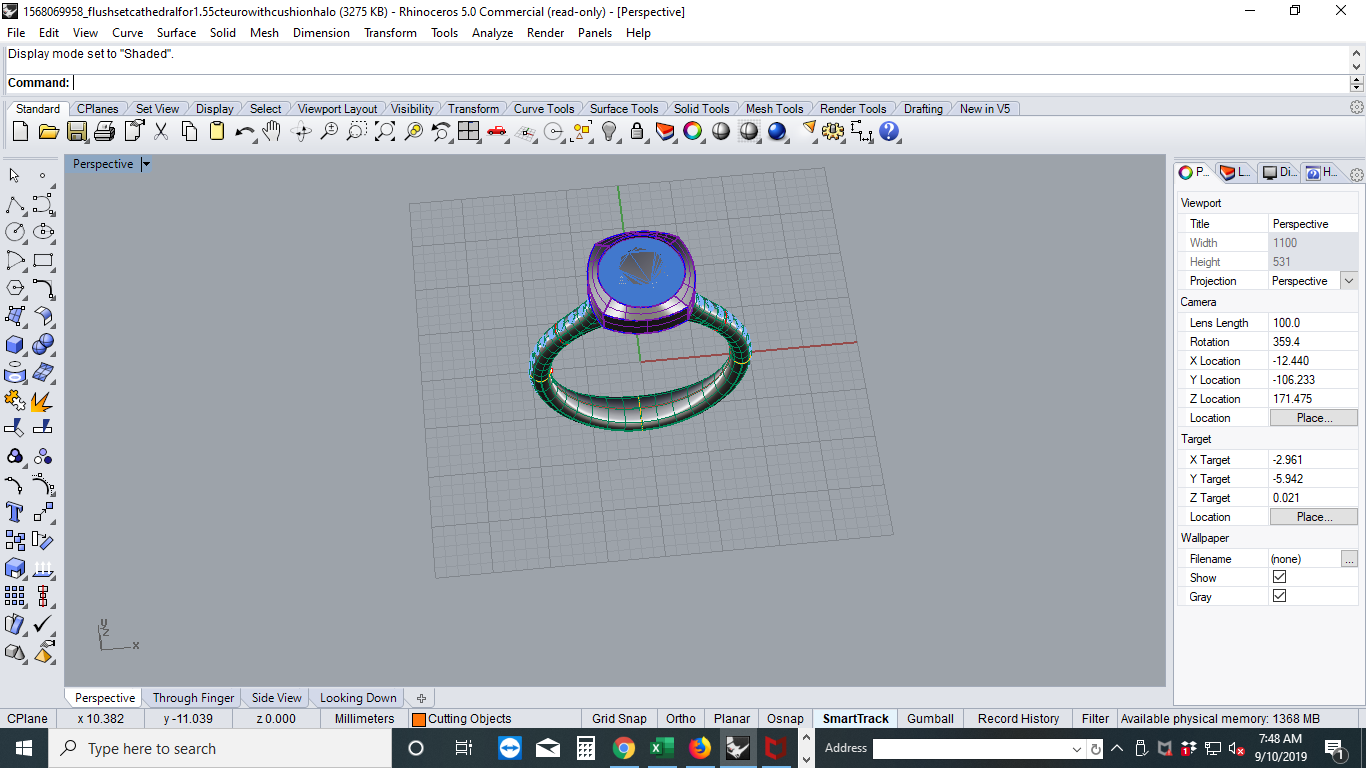 1568069958_flushsetcathedralfor1.55cteurowithcushionhalo (3275 KB) - Rhinoceros 5.0 Commercial (read-only) - [Perspective]
File Edit View Curve Surface Solid Mesh Dimension Transform Tools Analyze Render Panels Help
Display mode set to "Shaded".
Command:
Standard CPlanes Set View Display Select Viewport Layout Visibility Transform Curve Tools Surface Tools Solid Tools Mesh Tools Render Tools Drafting New in V5
Perspective
P... L... Di... H...
Viewport
Title Perspective
Width 1100
Height 531
Projection Perspective
Camera
Lens Length 100.0
Rotation 359.4
X Location -12.440
Y Location -106.233
Z Location 171.475
Location Place...
Target
X Target -2.961
Y Target -5.942
Z Target 0.021
Location Place...
Wallpaper
Filename (none) ...
Show
Gray
Z
x
Perspective Through Finger Side View Looking Down
CPlane x 10.382 y -11.039 z 0.000 Millimeters Cutting Objects Grid Snap Ortho Planar Osnap SmartTrack Gumball Record History Filter Available physical memory: 1368 MB
Type here to search
Address
7:48 AM
9/10/2019
1